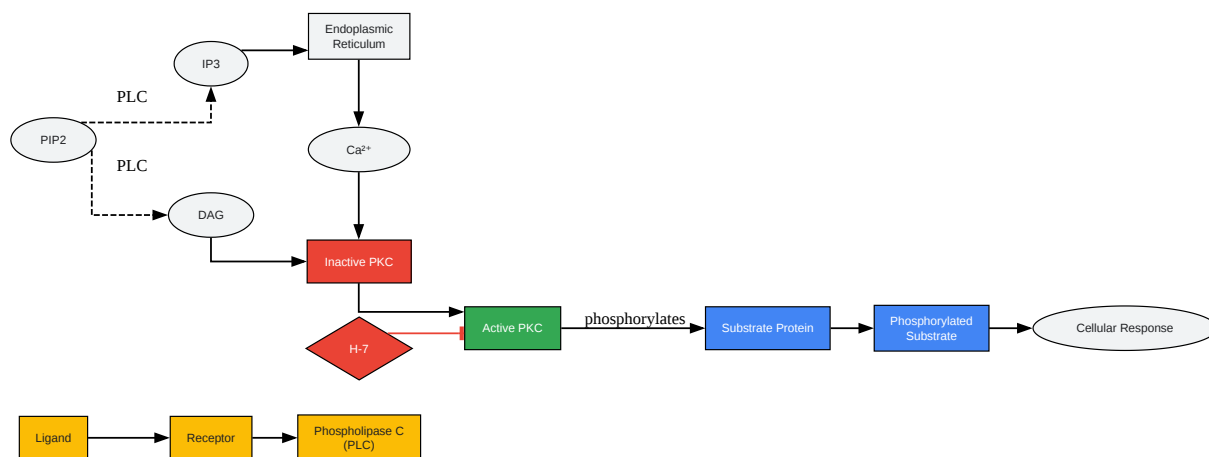 Endoplasmic
Reticulum
IP3
PLC
PIP2
Ca²⁺
PLC
DAG
Inactive PKC
phosphorylates
Active PKC
Substrate Protein
Phosphorylated
Substrate
Cellular Response
H-7
Ligand
Receptor
Phospholipase C
(PLC)